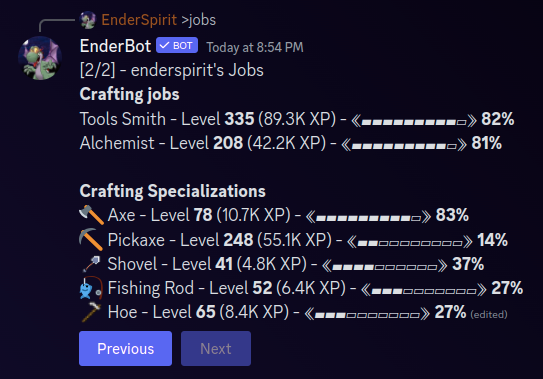 EnderSpirit >jobs
EnderBot ✓ BOT Today at 8:54 PM
[2/2] - enderspirit's Jobs
Crafting jobs
Tools Smith - Level 335 (89.3K XP) - 《▰▰▰▰▰▰▰▰▰▱》 82%
Alchemist - Level 208 (42.2K XP) - 《▰▰▰▰▰▰▰▰▰▱》 81%
Crafting Specializations
Axe - Level 78 (10.7K XP) - 《▰▰▰▰▰▰▰▰▰▱》 83%
Pickaxe - Level 248 (55.1K XP) - 《▰▰▱▱▱▱▱▱▱▱》 14%
Shovel - Level 41 (4.8K XP) - 《▰▰▰▰▱▱▱▱▱▱》 37%
Fishing Rod - Level 52 (6.4K XP) - 《▰▰▰▱▱▱▱▱▱▱》 27%
Hoe - Level 65 (8.4K XP) - 《▰▰▰▱▱▱▱▱▱▱》 27% (edited)
Previous Next